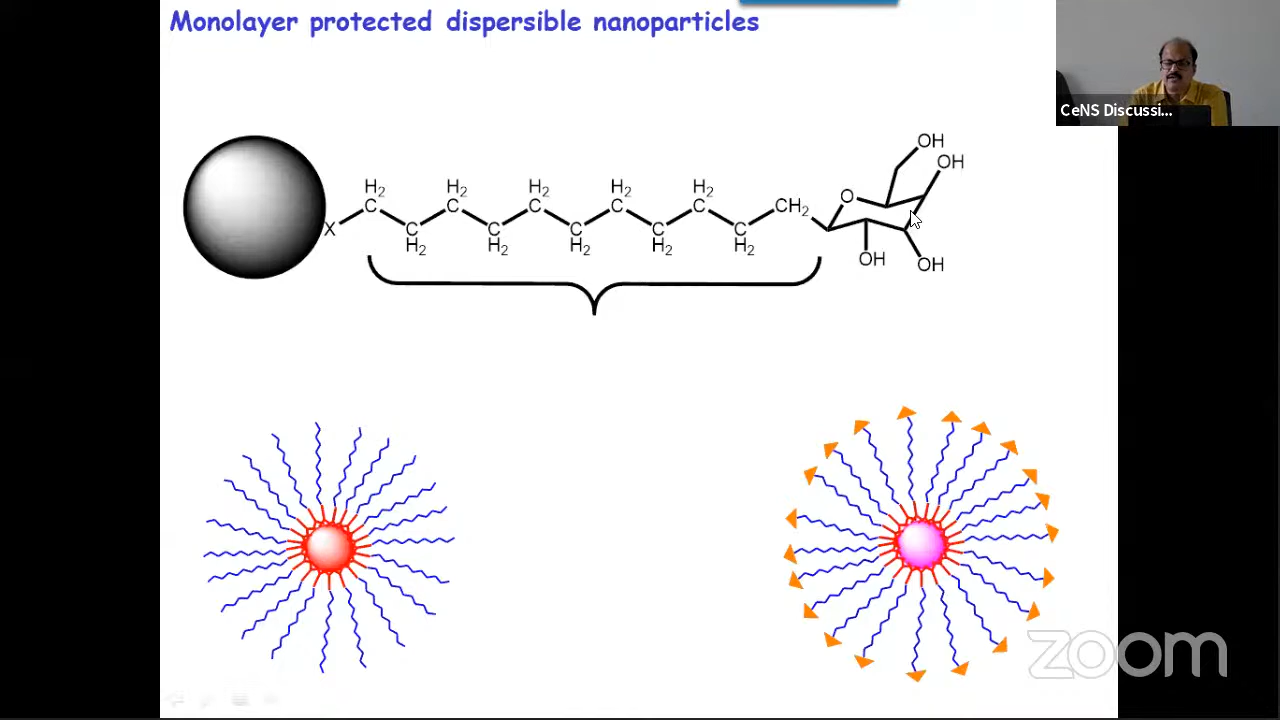 Monolayer protected dispersible nanoparticles
CeNS Discussi...
OH
OH
H₂ H₂ H₂ H₂ H₂
C C C C C CH₂ O
X C C C C C
H₂ H₂ H₂ H₂ H₂
OH OH
zoom